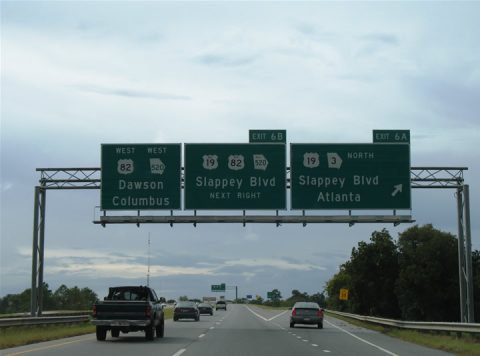 WEST WEST
82 520
Dawson
Columbus
EXIT 6B
19 82 520
Slappey Blvd
NEXT RIGHT
EXIT 6A
19 3 NORTH
Slappey Blvd
Atlanta